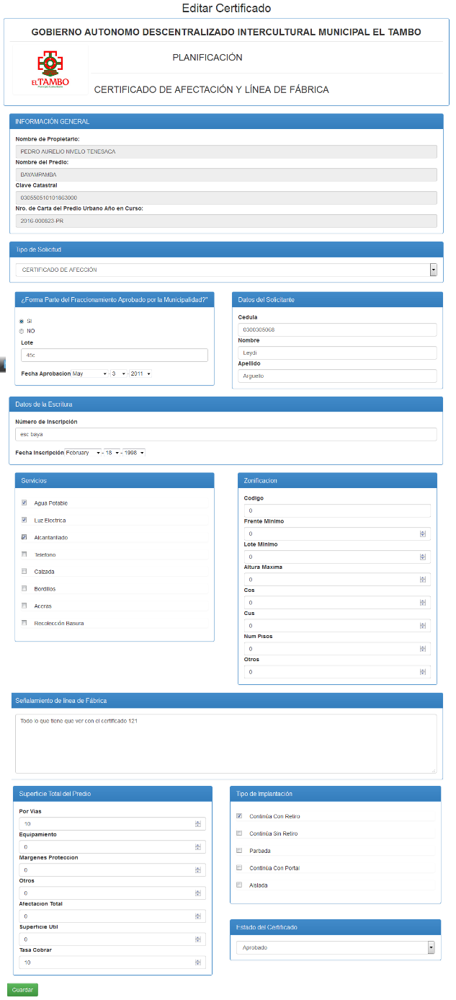 Editar Certificado
GOBIERNO AUTONOMO DESCENTRALIZADO INTERCULTURAL MUNICIPAL EL TAMBO
EL TAMBO
PLANIFICACIÓN
CERTIFICADO DE AFECTACIÓN Y LÍNEA DE FÁBRICA
INFORMACIÓN GENERAL
Nombre de Propietario:
PEDRO AURELIO NIVELO TENESACA
Nombre del Predio:
BAYAMPAMBA
Clave Catastral
030550510101863000
Nro. de Carta del Predio Urbano Año en Curso:
2016-000823-PR
Tipo de Solicitud
CERTIFICADO DE AFECCIÓN
¿Forma Parte del Fraccionamiento Aprobado por la Municipalidad?"
SI
NO
Lote
45c
Fecha Aprobacion May - 3 - 2011
Datos del Solicitante
Cedula
0300305068
Nombre
Leydi
Apellido
Arguello
Datos de la Escritura
Número de Inscripción
esc baya
Fecha Inscripción February - 18 - 1998
Servicios
Agua Potable
Luz Electrica
Alcantarillado
Telefono
Calzada
Bordillos
Aceras
Recolección Basura
Zonificacion
Codigo
0
Frente Minimo
0
Lote Minimo
0
Altura Maxima
0
Cos
0
Cus
0
Num Pisos
0
Otros
0
Señalamiento de línea de Fábrica
Todo lo que tiene que ver con el certificado 121
Superficie Total del Predio
Por Vias
10
Equipamiento
0
Margenes Proteccion
0
Otros
0
Afectacion Total
0
Superficie Util
0
Tasa Cobrar
10
Tipo de Implantación
Continúa Con Retiro
Continúa Sin Retiro
Parbada
Continúa Con Portal
Aislada
Estado del Certificado
Aprobado
Guardar